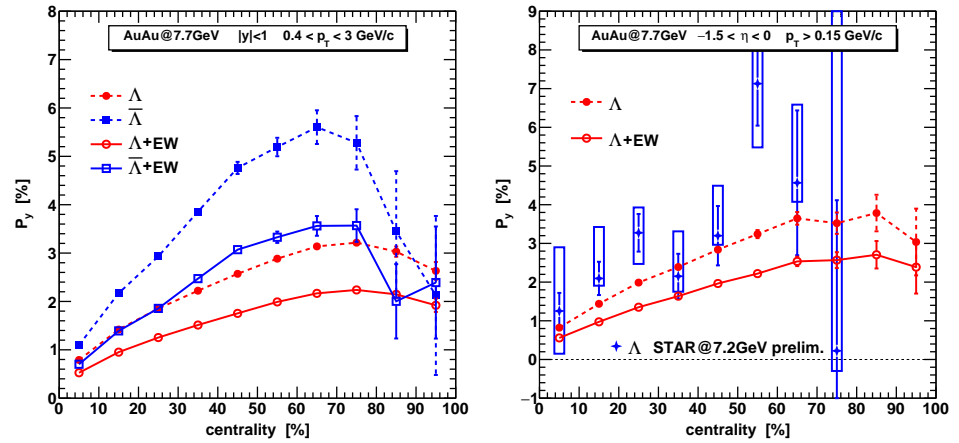 AuAu@7.7GeV |y|<1 0.4 < p_T < 3 GeV/c
Λ
Λ̅
Λ+EW
Λ̅+EW
P_y [%]
8
7
6
5
4
3
2
1
0
0 10 20 30 40 50 60 70 80 90 100
centrality [%]
AuAu@7.7GeV −1.5 < η < 0 p_T > 0.15 GeV/c
Λ
Λ+EW
Λ STAR@7.2GeV prelim.
P_y [%]
9
8
7
6
5
4
3
2
1
0
−1
0 10 20 30 40 50 60 70 80 90 100
centrality [%]